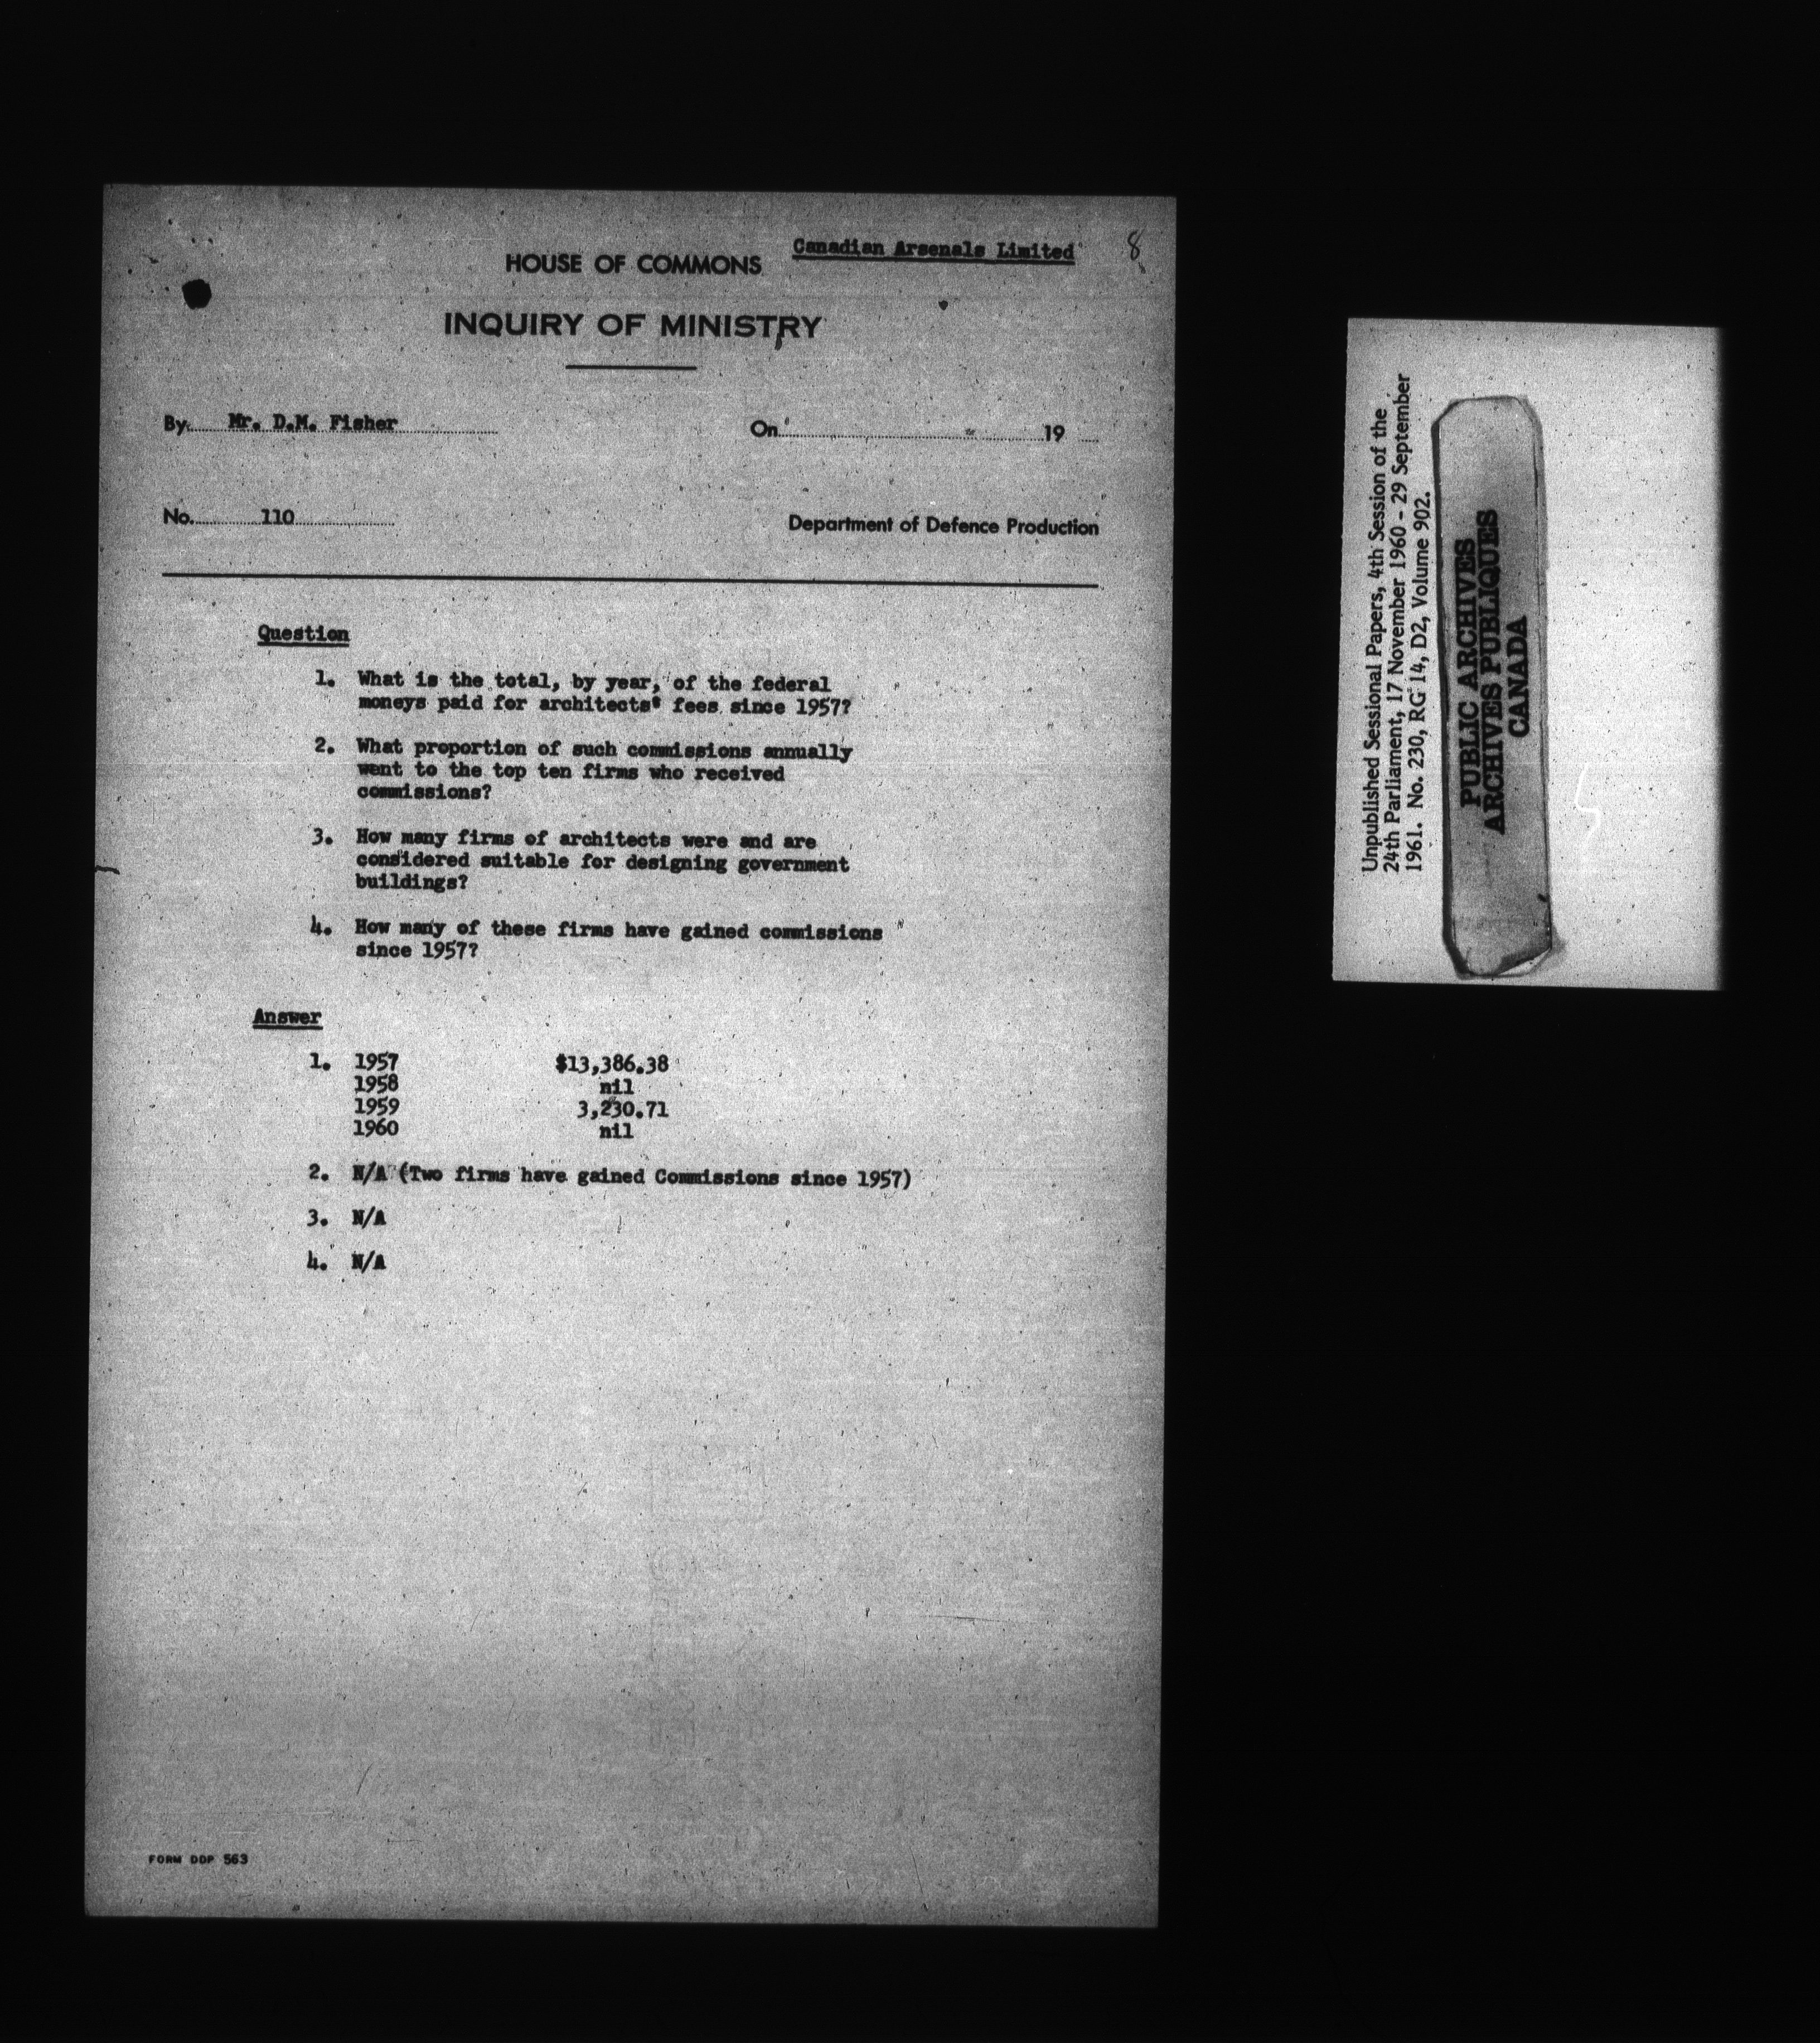 Canadian Arsenals Limited
8
HOUSE OF COMMONS
INQUIRY OF MINISTRY
By Mr. D.M. Fisher
On 19
No. 110
Department of Defence Production
Question
1. What is the total, by year, of the federal
moneys paid for architects' fees since 1957?
2. What proportion of such commissions annually
went to the top ten firms who received
commissions?
3. How many firms of architects were and are
considered suitable for designing government
buildings?
4. How many of these firms have gained commissions
since 1957?
Answer
1. 1957 $13,386.38
1958 nil
1959 3,230.71
1960 nil
2. N/A (Two firms have gained Commissions since 1957)
3. N/A
4. N/A
FORM DDP 563
Unpublished Sessional Papers, 4th Session of the
24th Parliament, 17 November 1960 - 29 September
1961. No. 230, RG 14, D2, Volume 902.
PUBLIC ARCHIVES
ARCHIVES PUBLIQUES
CANADA